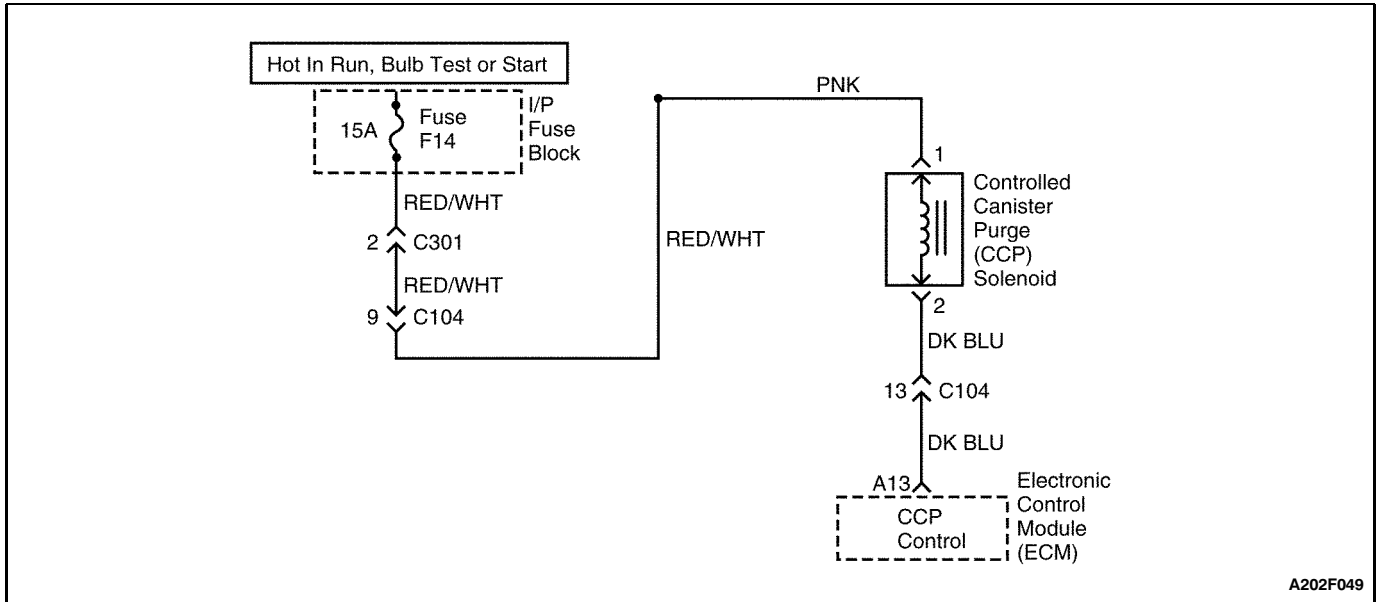 Hot In Run, Bulb Test or Start
15A
Fuse
F14
I/P
Fuse
Block
RED/WHT
2 C301
RED/WHT
9 C104
RED/WHT
PNK
1
Controlled
Canister
Purge
(CCP)
Solenoid
2
DK BLU
13 C104
DK BLU
A13
CCP
Control
Electronic
Control
Module
(ECM)
A202F049